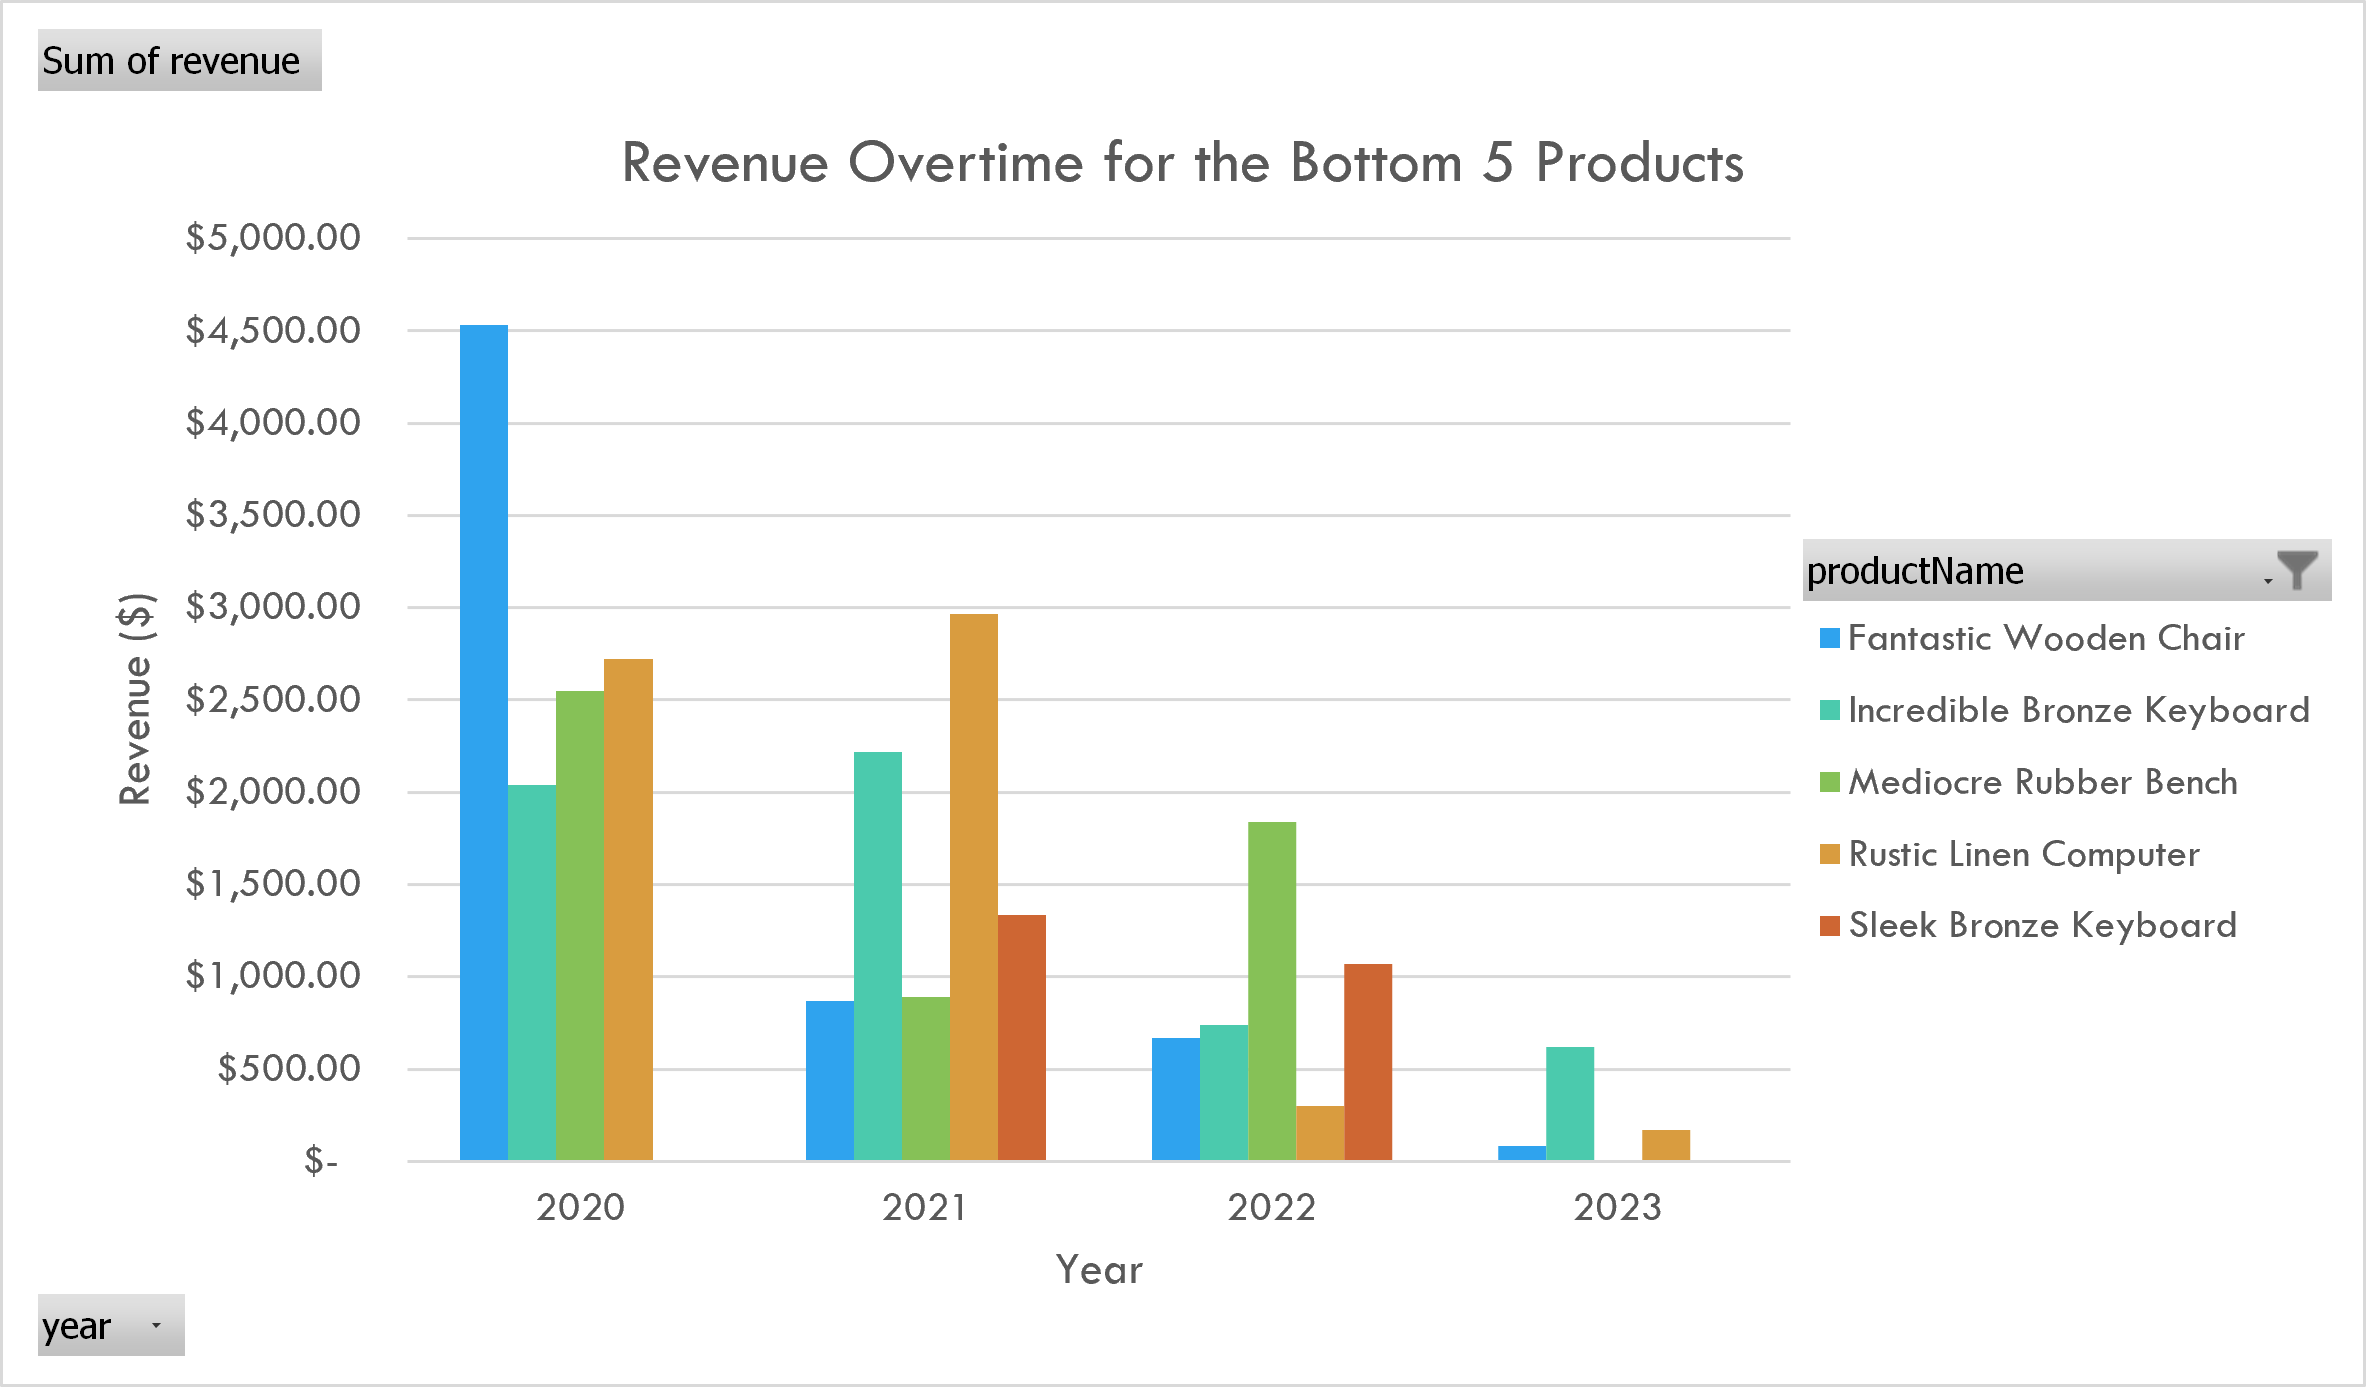 Sum of revenue
Revenue Overtime for the Bottom 5 Products
$5,000.00
$4,500.00
$4,000.00
$3,500.00
$3,000.00
$2,500.00
$2,000.00
$1,500.00
$1,000.00
$500.00
$-
Revenue ($)
2020 2021 2022 2023
Year
productName
Fantastic Wooden Chair
Incredible Bronze Keyboard
Mediocre Rubber Bench
Rustic Linen Computer
Sleek Bronze Keyboard
year